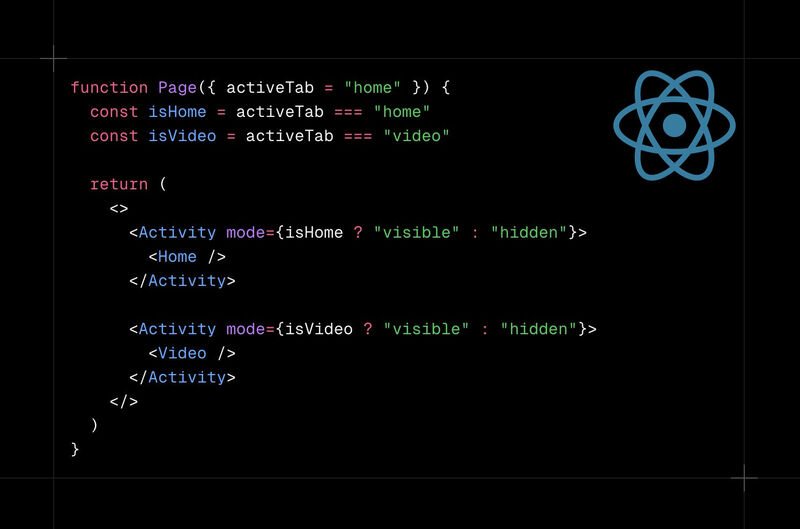 function Page({ activeTab = "home" }) {
  const isHome = activeTab === "home"
  const isVideo = activeTab === "video"

  return (
    <>
      <Activity mode={isHome ? "visible" : "hidden"}>
        <Home />
      </Activity>

      <Activity mode={isVideo ? "visible" : "hidden"}>
        <Video />
      </Activity>
    </>
  )
}